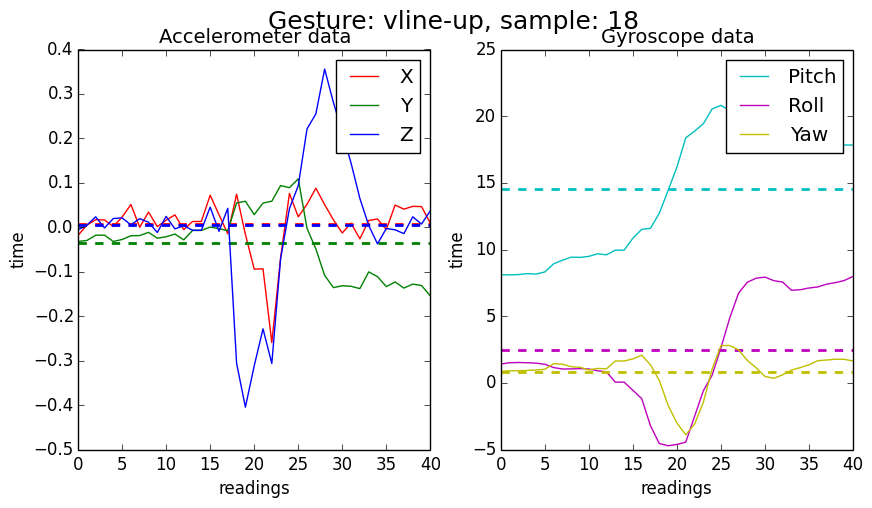 Gesture: vline-up, sample: 18
Accelerometer data
0.4
0.3
0.2
0.1
0.0
−0.1
−0.2
−0.3
−0.4
−0.5
time
0 5 10 15 20 25 30 35 40
readings
X
Y
Z
Gyroscope data
25
20
15
10
5
0
−5
time
0 5 10 15 20 25 30 35 40
readings
Pitch
Roll
Yaw